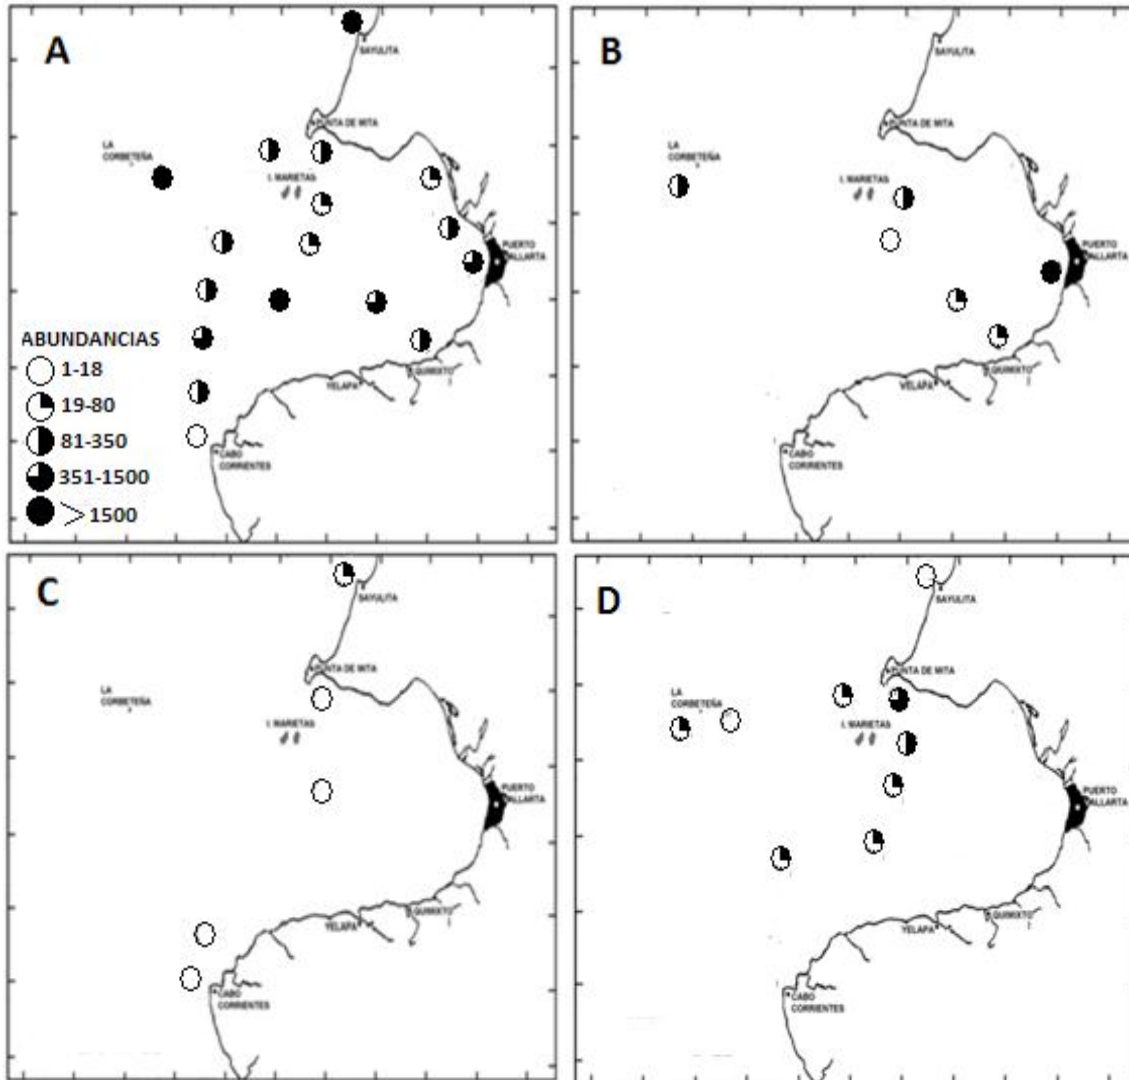 A
SAYULITA
PUNTA DE MITA
LA
CORBETEÑA
I. MARIETAS
PUERTO
VALLARTA
ABUNDANCIAS
1-18
19-80
81-350
351-1500
>1500
YELAPA
QUIMIXTO
CABO
CORRIENTES
B
SAYULITA
PUNTA DE MITA
LA
CORBETEÑA
I. MARIETAS
PUERTO
VALLARTA
YELAPA
QUIMIXTO
CABO
CORRIENTES
C
SAYULITA
PUNTA DE MITA
LA
CORBETEÑA
I. MARIETAS
PUERTO
VALLARTA
YELAPA
QUIMIXTO
CABO
CORRIENTES
D
SAYULITA
PUNTA DE MITA
LA
CORBETEÑA
I. MARIETAS
PUERTO
VALLARTA
YELAPA
QUIMIXTO
CABO
CORRIENTES